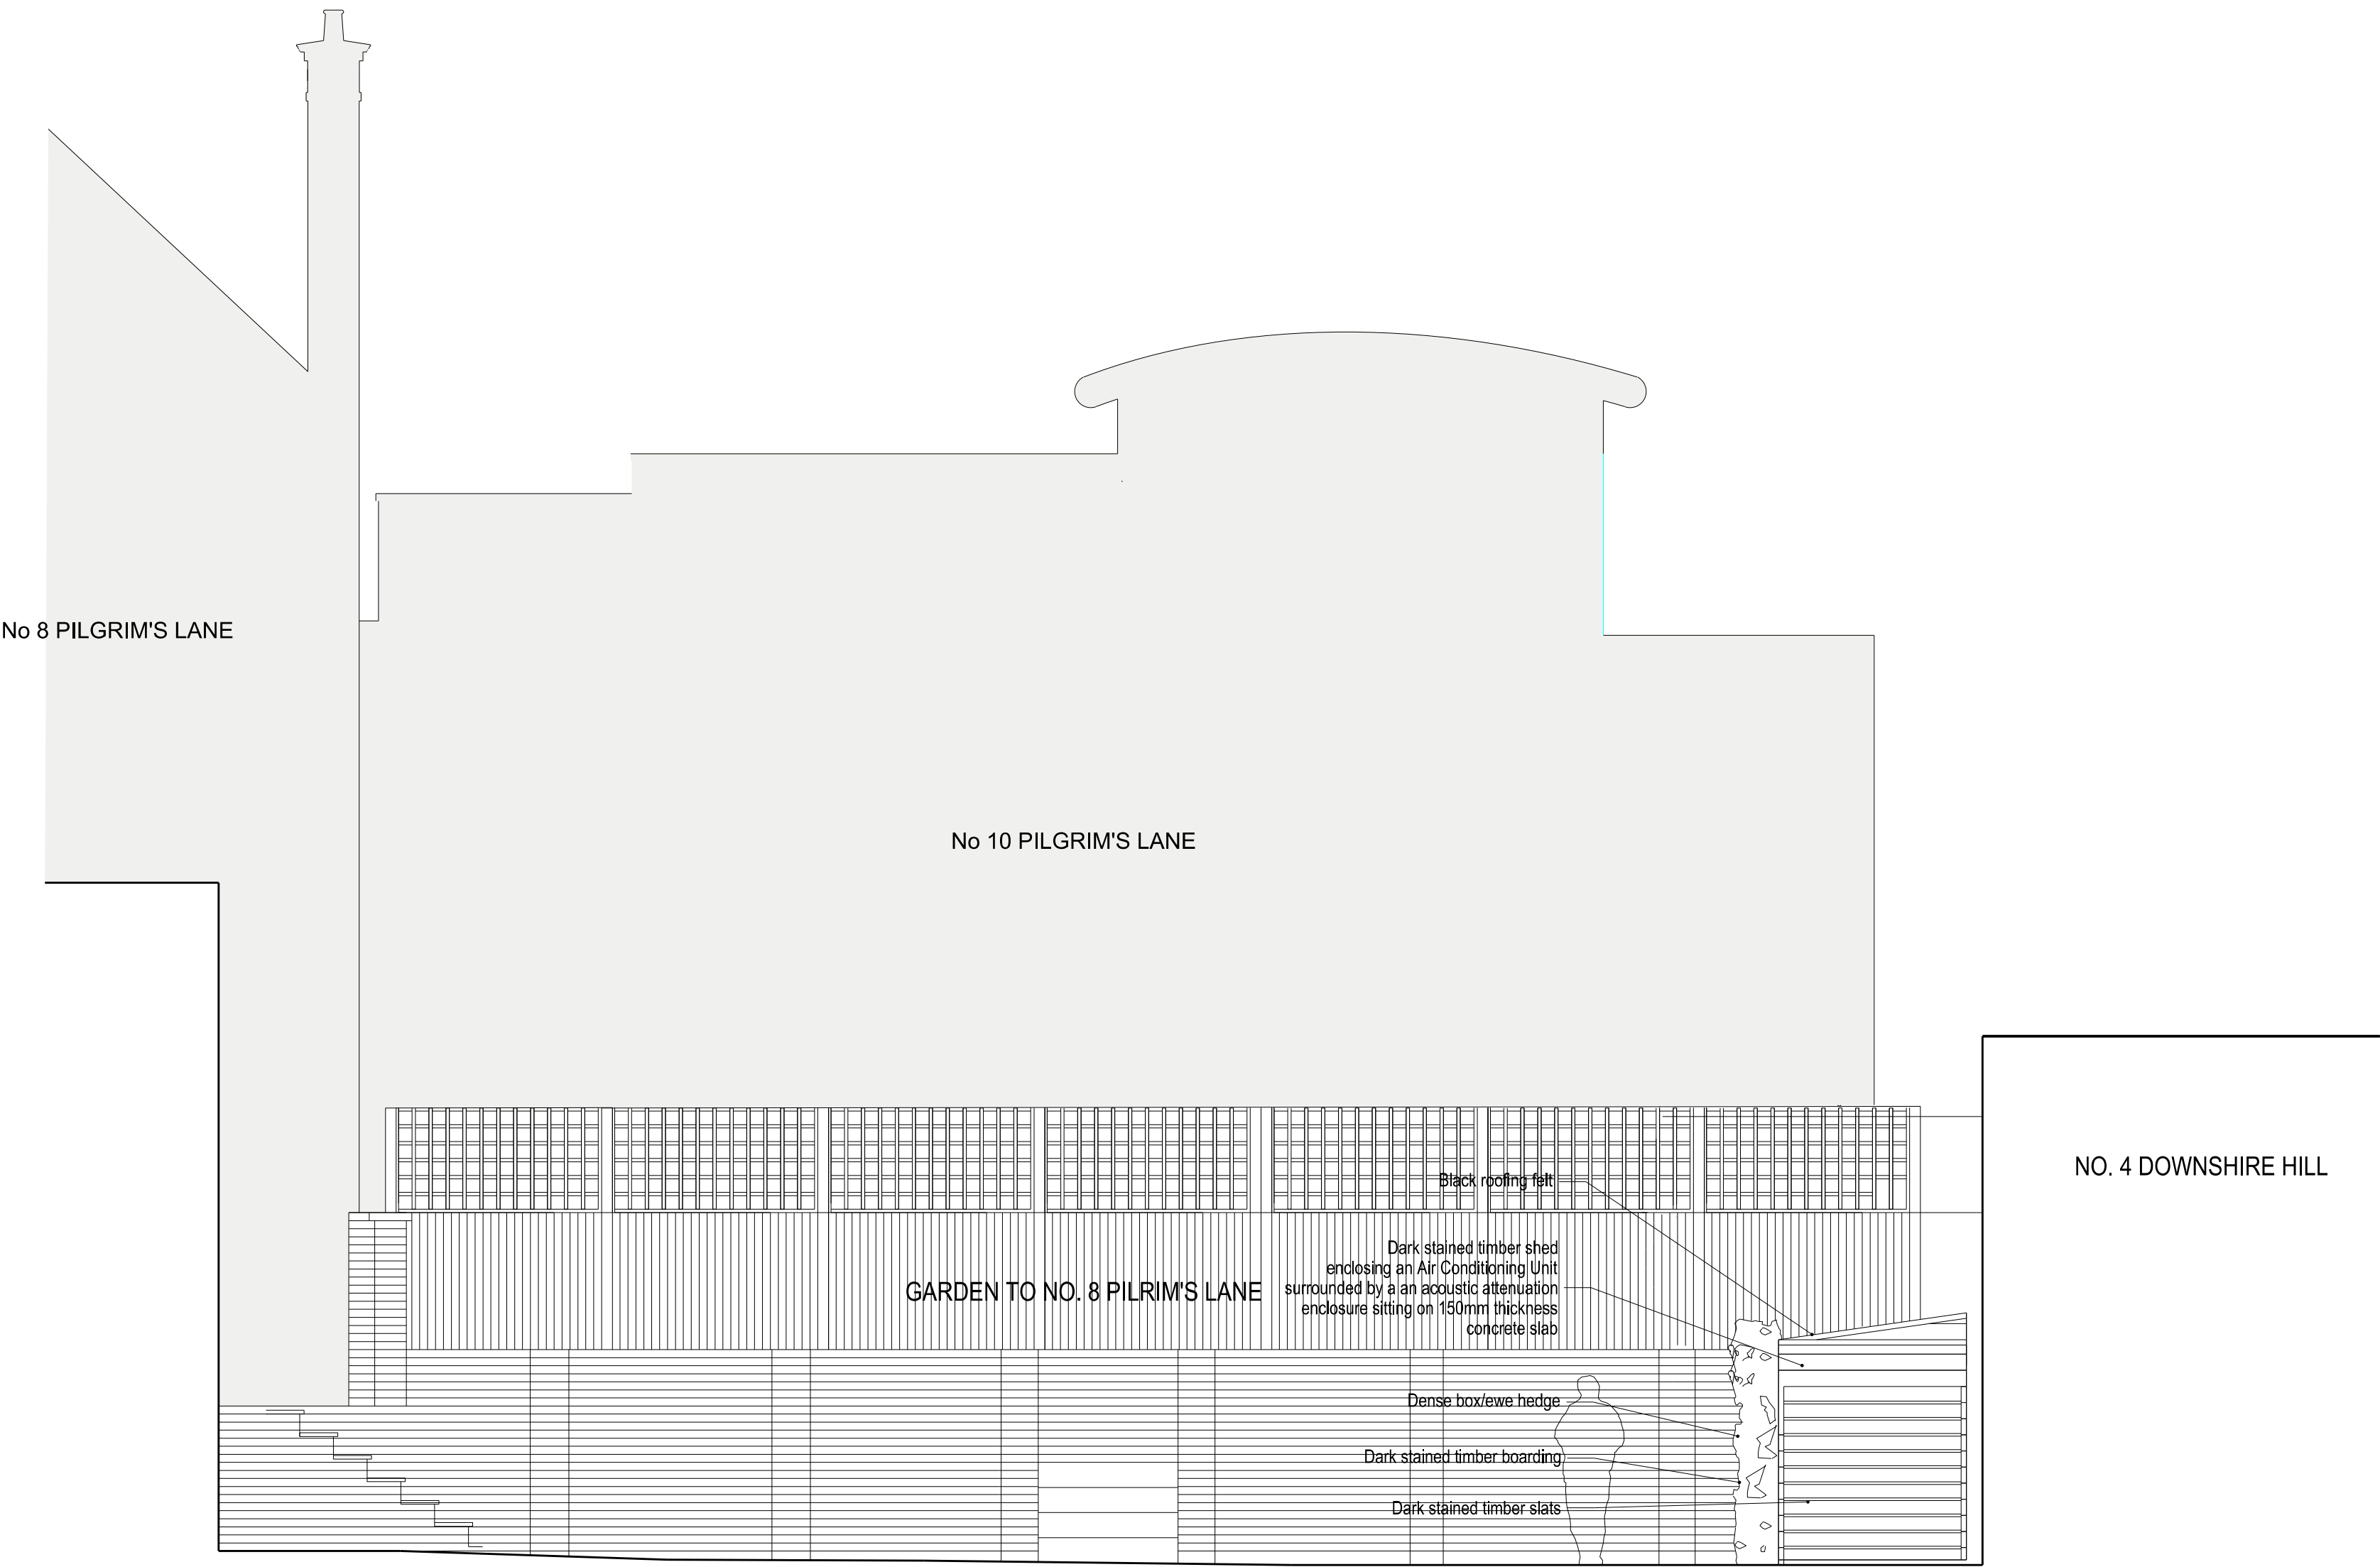 No 8 PILGRIM'S LANE
No 10 PILGRIM'S LANE
NO. 4 DOWNSHIRE HILL
Black roofing felt
Dark stained timber shed
enclosing an Air Conditioning Unit
surrounded by a an acoustic attenuation
enclosure sitting on 150mm thickness
concrete slab
GARDEN TO NO. 8 PILRIM'S LANE
Dense box/ewe hedge
Dark stained timber boarding
Dark stained timber slats